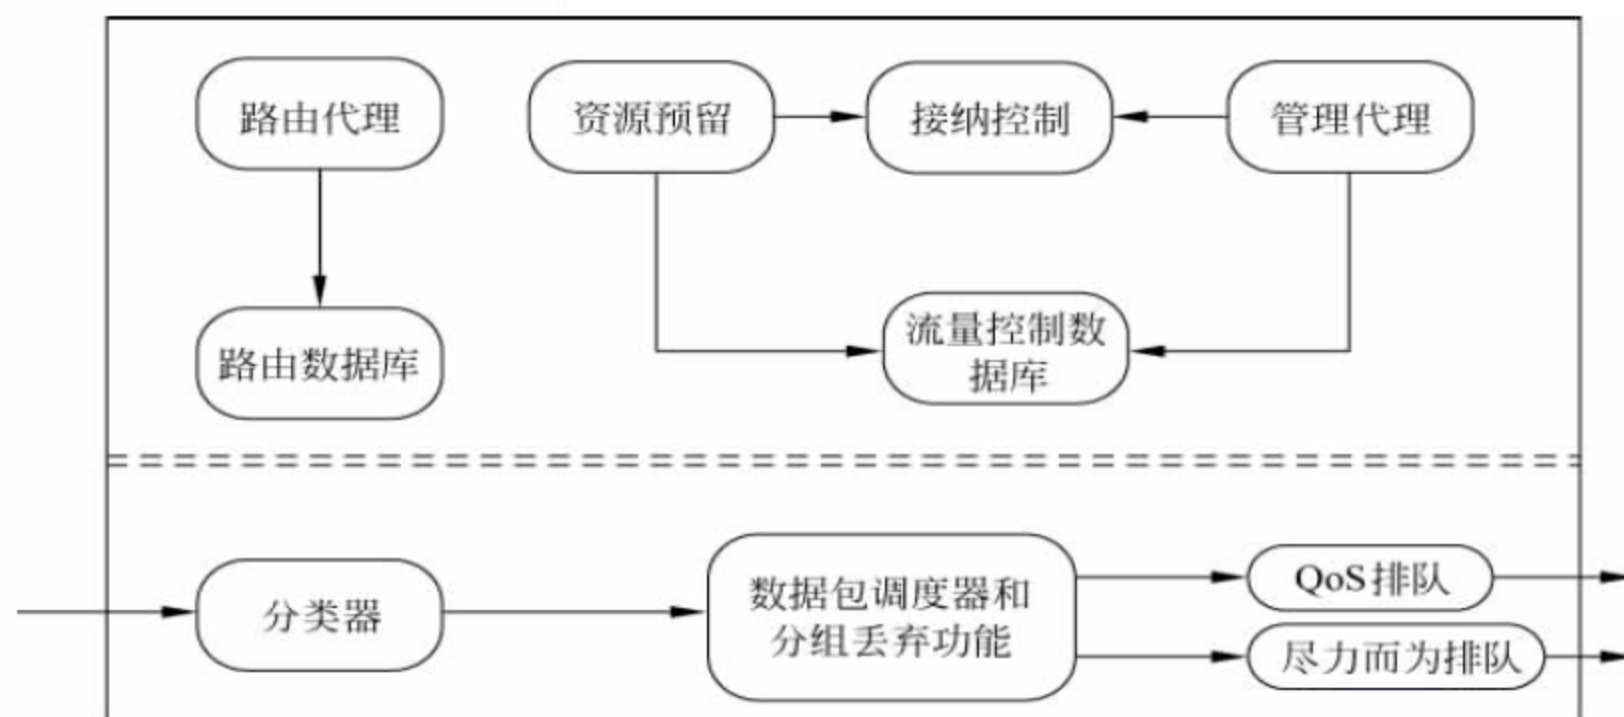 路由代理
资源预留
接纳控制
管理代理
路由数据库
流量控制数
据库
分类器
数据包调度器和
分组丢弃功能
QoS排队
尽力而为排队